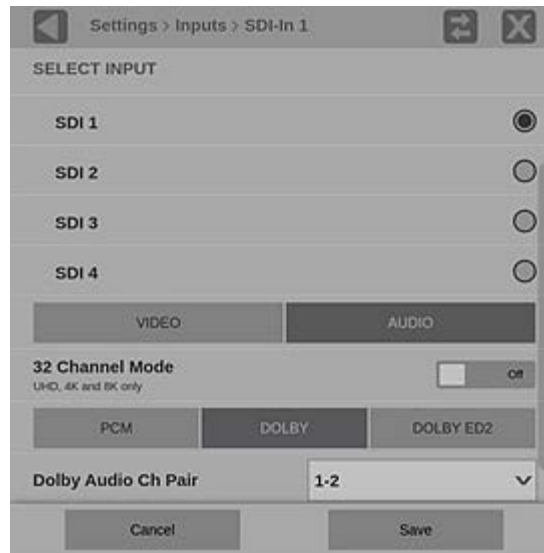 Settings > Inputs > SDI-In 1
SELECT INPUT
SDI 1
SDI 2
SDI 3
SDI 4
VIDEO AUDIO
32 Channel Mode Off
UHD, 4K and 8K only
PCM DOLBY DOLBY ED2
Dolby Audio Ch Pair 1-2
Cancel Save